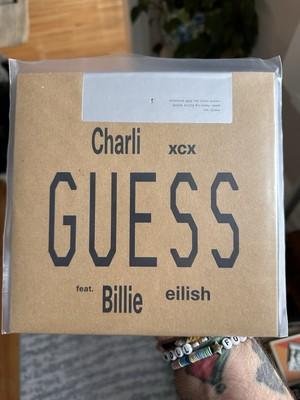 Charli xcx
GUESS
feat. Billie eilish